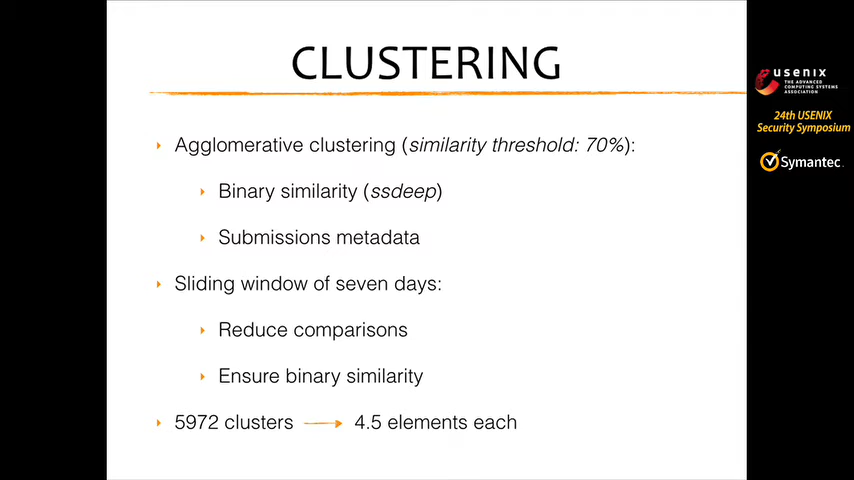 CLUSTERING
Agglomerative clustering (similarity threshold: 70%):
Binary similarity (ssdeep)
Submissions metadata
Sliding window of seven days:
Reduce comparisons
Ensure binary similarity
5972 clusters → 4.5 elements each
usenix
THE ADVANCED
COMPUTING SYSTEMS
ASSOCIATION
24th USENIX
Security Symposium
Symantec.